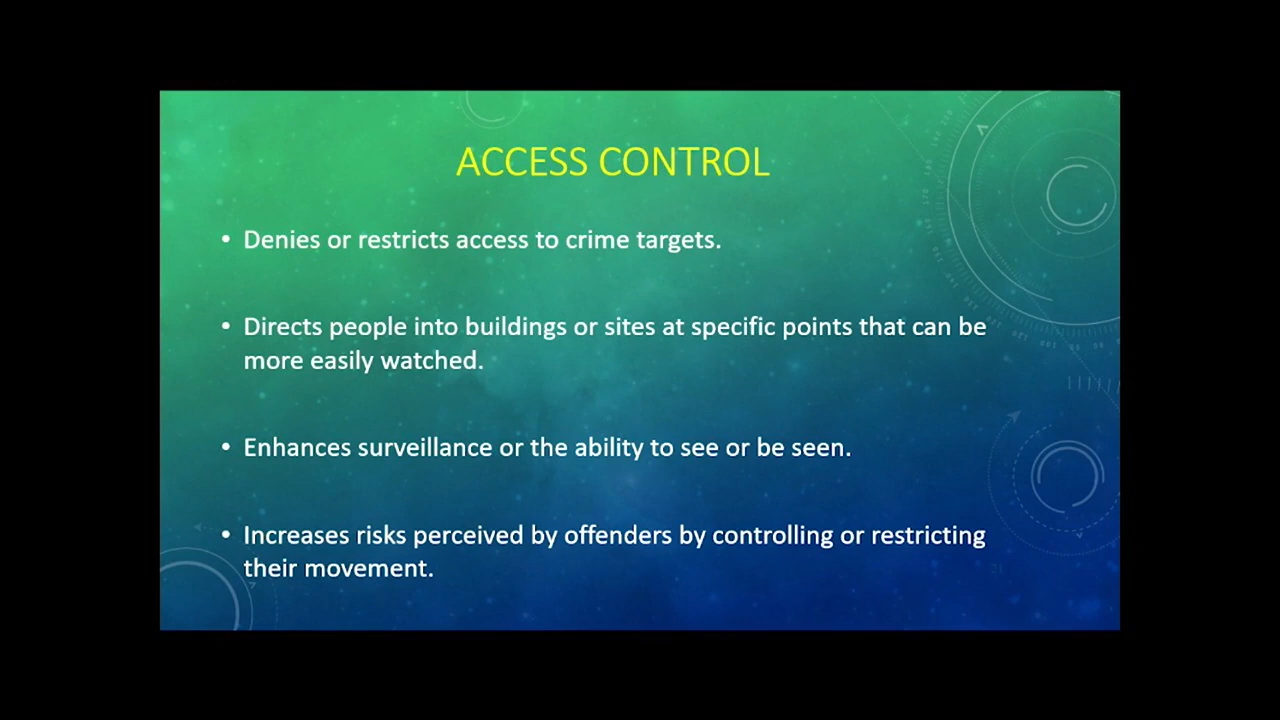 ACCESS CONTROL
• Denies or restricts access to crime targets.
• Directs people into buildings or sites at specific points that can be
more easily watched.
• Enhances surveillance or the ability to see or be seen.
• Increases risks perceived by offenders by controlling or restricting
their movement.
21